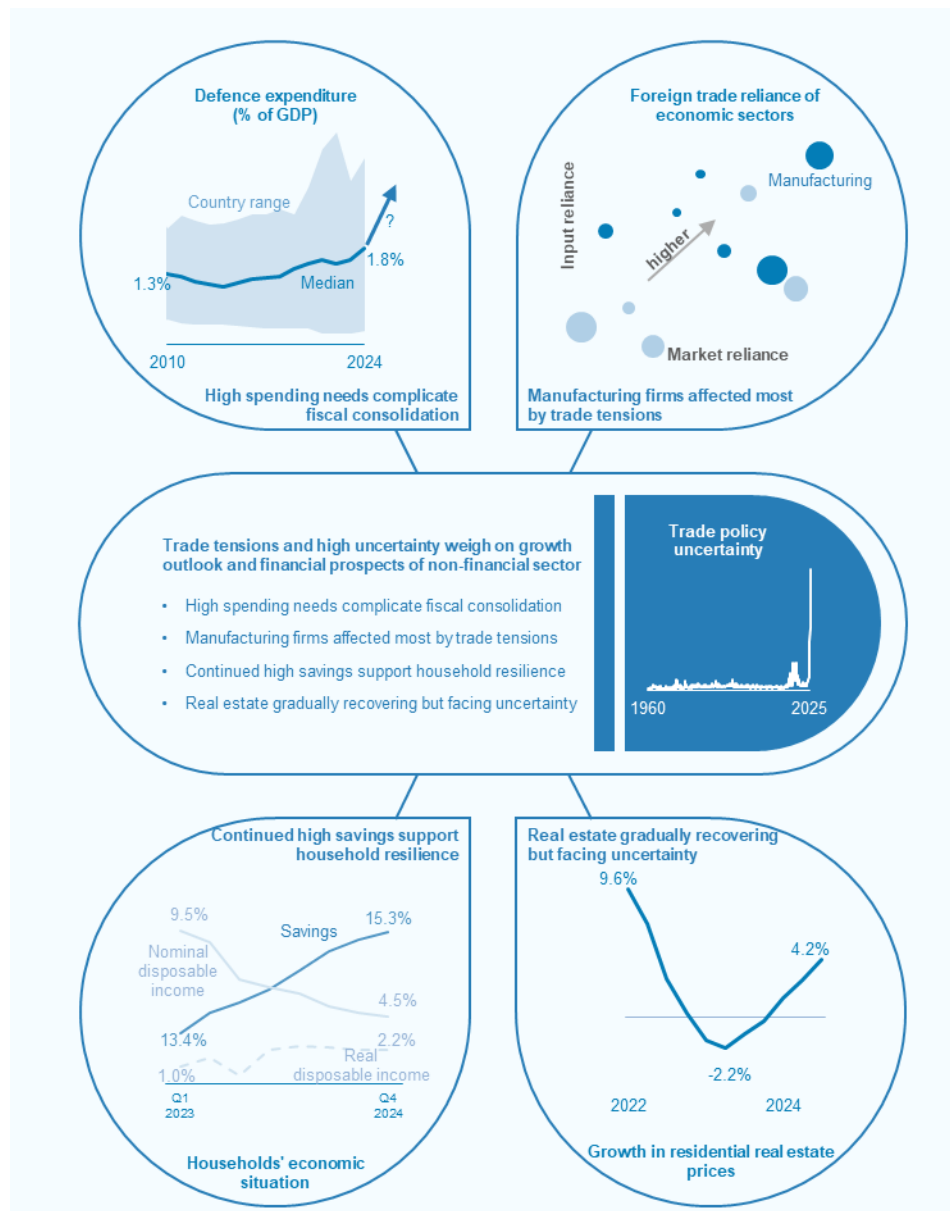 Defence expenditure
(% of GDP)
Country range
?
1.8%
1.3%
Median
2010
2024
High spending needs complicate
fiscal consolidation
Foreign trade reliance of
economic sectors
Manufacturing
Input reliance
higher
Market reliance
Manufacturing firms affected most
by trade tensions
Trade tensions and high uncertainty weigh on growth
outlook and financial prospects of non-financial sector
• High spending needs complicate fiscal consolidation
• Manufacturing firms affected most by trade tensions
• Continued high savings support household resilience
• Real estate gradually recovering but facing uncertainty
Trade policy
uncertainty
1960
2025
Continued high savings support
household resilience
9.5%
15.3%
Savings
Nominal
disposable
income
4.5%
13.4%
2.2%
Real
disposable income
1.0%
Q1
2023
Q4
2024
Households' economic
situation
Real estate gradually recovering
but facing uncertainty
9.6%
4.2%
-2.2%
2022
2024
Growth in residential real estate
prices